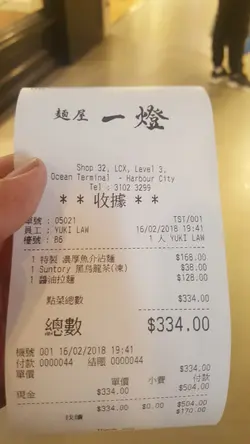 麵屋 一燈
Shop 32, LCX, Level 3,
Ocean Terminal - Harbour City
Tel : 3102 3299
** 收據 **
單號 : 05021 TST/001
員工 : YUKI LAW 16/02/2018 19:41
檯號 : B5 1 人 YUKI LAW
1 特製 濃厚魚介沾麵 $168.00
1 Suntory 黑烏龍茶(凍) $38.00
1 醬油拉麵 $128.00
點菜總數 $334.00
總數 $334.00
機號 001 16/02/2018 19:41
付款 0000044 結賬 0000044
單價 單價 小費 付款
現金 $334.00 $504.00
$334.00 $0.00 $504.00
找續 $170.00